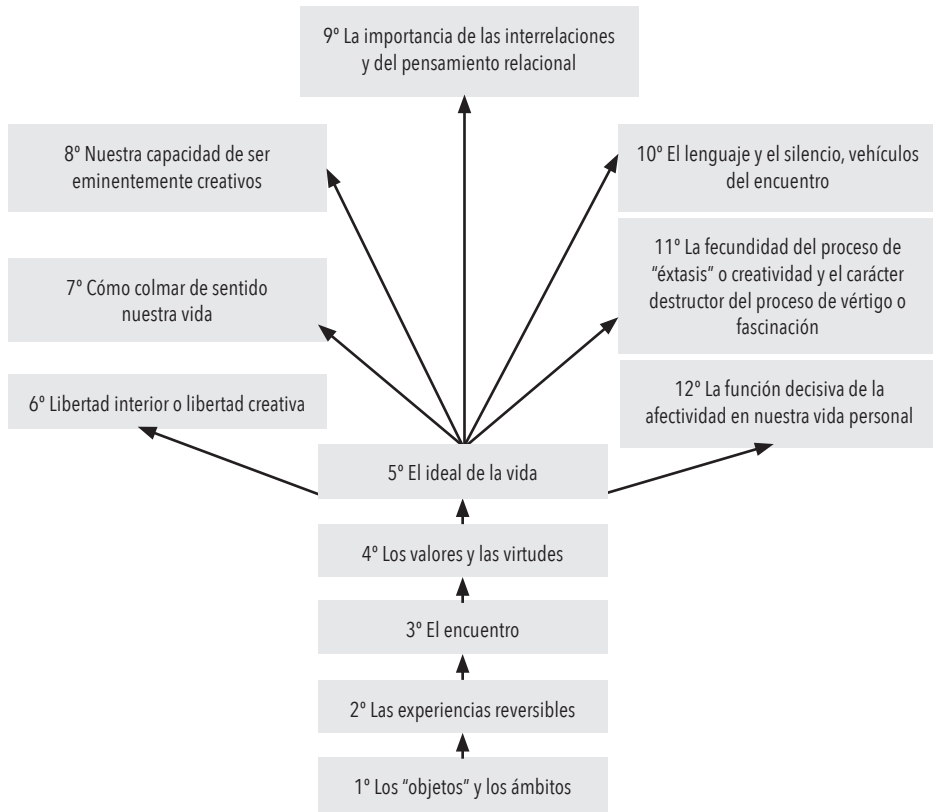 9º La importancia de las interrelaciones
y del pensamiento relacional
8º Nuestra capacidad de ser
eminentemente creativos
10º El lenguaje y el silencio, vehículos
del encuentro
7º Cómo colmar de sentido
nuestra vida
11º La fecundidad del proceso de
"éxtasis" o creatividad y el carácter
destructor del proceso de vértigo o
fascinación
6º Libertad interior o libertad creativa
12º La función decisiva de la
afectividad en nuestra vida personal
5º El ideal de la vida
4º Los valores y las virtudes
3º El encuentro
2º Las experiencias reversibles
1º Los "objetos" y los ámbitos